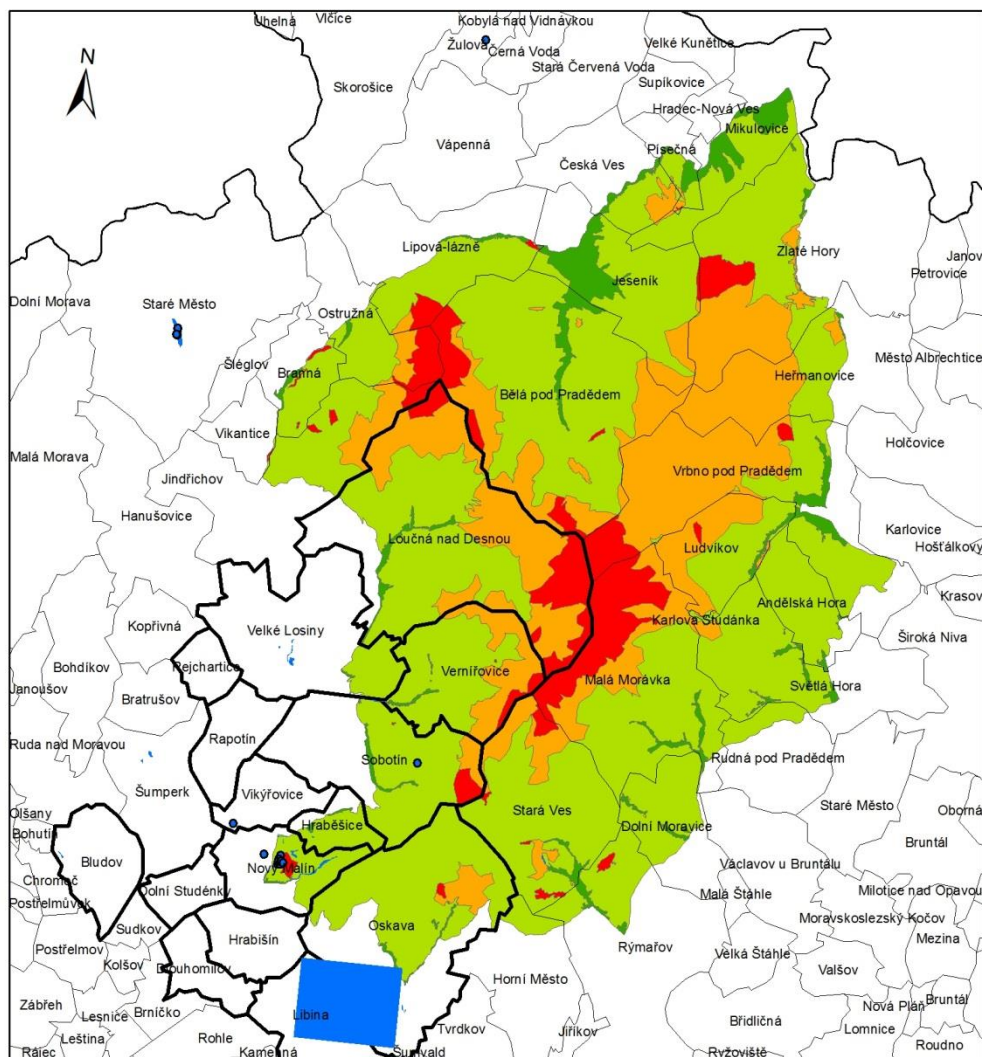 Uhelná
Vlčice
Kobylá nad Vidnávkou
Žulová
Černá Voda
Velké Kunětice
N
Skorošice
Stará Červená Voda
Supíkovice
Hradec-Nová Ves
Mikulovice
Vápenná
Písečná
Česká Ves
Lipová-lázně
Zlaté Hory
Janov
Petrovice
Jeseník
Dolní Morava
Staré Město
Ostružná
Šléglov
Branná
Město Albrechtice
Heřmanovice
Bělá pod Pradědem
Vikantice
Holčovice
Malá Morava
Jindřichov
Vrbno pod Pradědem
Hanušovice
Karlovice
Loučná nad Desnou
Ludvíkov
Hošťálkovy
Krasov
Andělská Hora
Kopřivná
Velké Losiny
Karlova Studánka
Široká Niva
Bohdíkov
Rejchartice
Vernířovice
Malá Morávka
Světlá Hora
Janoušov
Bratrušov
Ruda nad Moravou
Rapotín
Rudná pod Pradědem
Sobotín
Šumperk
Vikýřovice
Staré Město
Stará Ves
Oborná
Olšany
Bohutín
Hraběšice
Dolní Moravice
Bruntál
Bludov
Nový Malín
Václavov u Bruntálu
Chromeč
Dolní Studénky
Malá Štáhle
Milotice nad Opavou
Postřelmůvek
Moravskoslezský Kočov
Sudkov
Oskava
Hrabišín
Rýmařov
Mezina
Postřelmov
Velká Štáhle
Kolšov
Dlouhomilov
Horní Město
Valšov
Zábřeh
Lesnice
Brníčko
Libina
Nová Pláň
Bruntál
Leština
Rohle
Tvrdkov
Jiříkov
Břidličná
Lomnice
Rájec
Kamenná
Šumvald
Ryžoviště
Roudno